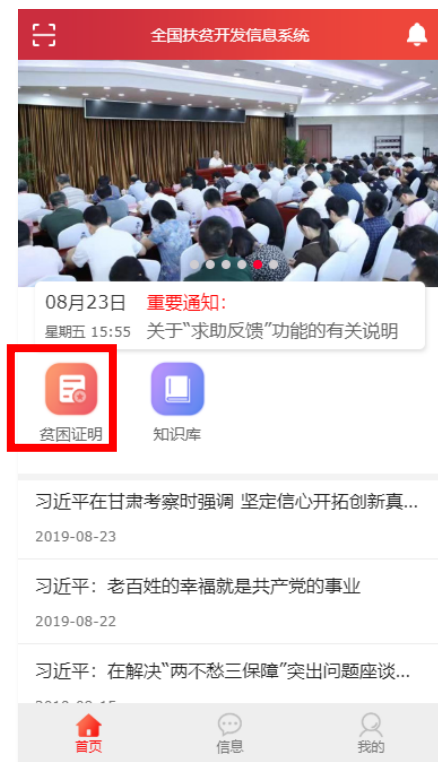 全国扶贫开发信息系统
08月23日 重要通知：
星期五 15:55 关于“求助反馈”功能的有关说明
贫困证明 知识库
习近平在甘肃考察时强调 坚定信心开拓创新真...
2019-08-23
习近平：老百姓的幸福就是共产党的事业
2019-08-22
习近平：在解决“两不愁三保障”突出问题座谈...
首页 信息 我的